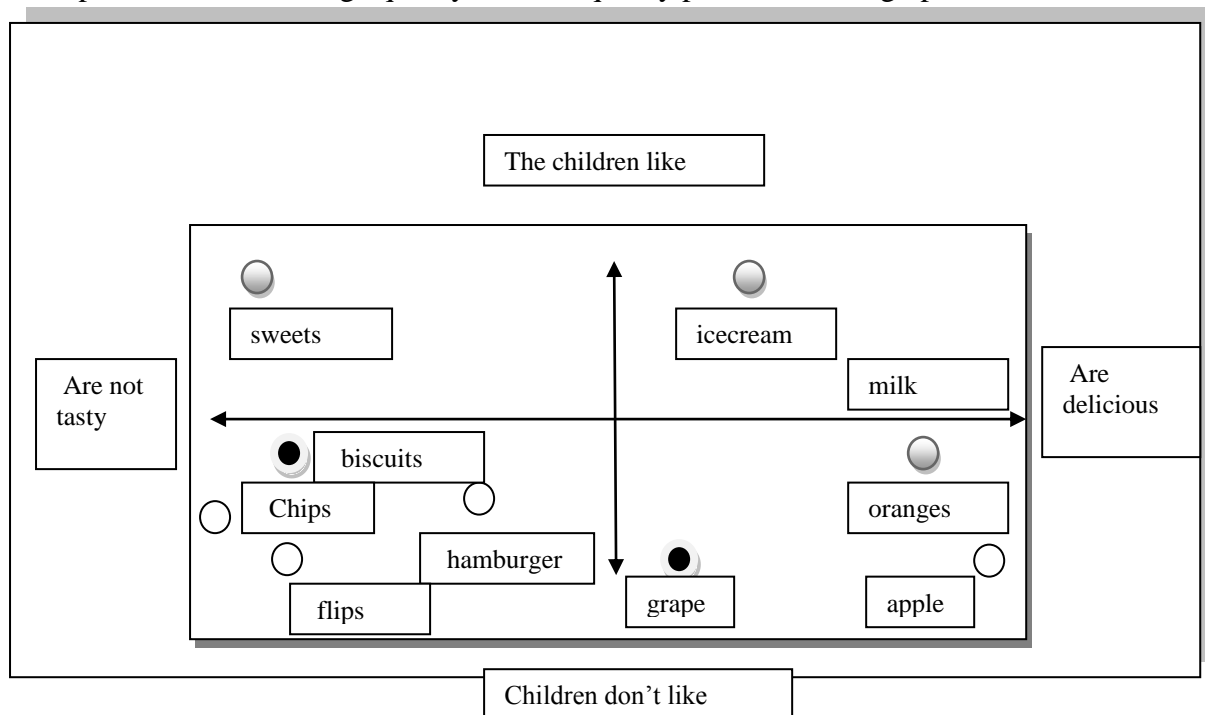 The children like
sweets
icecream
Are not
tasty
milk
Are
delicious
biscuits
Chips
oranges
hamburger
flips
grape
apple
Children don't like